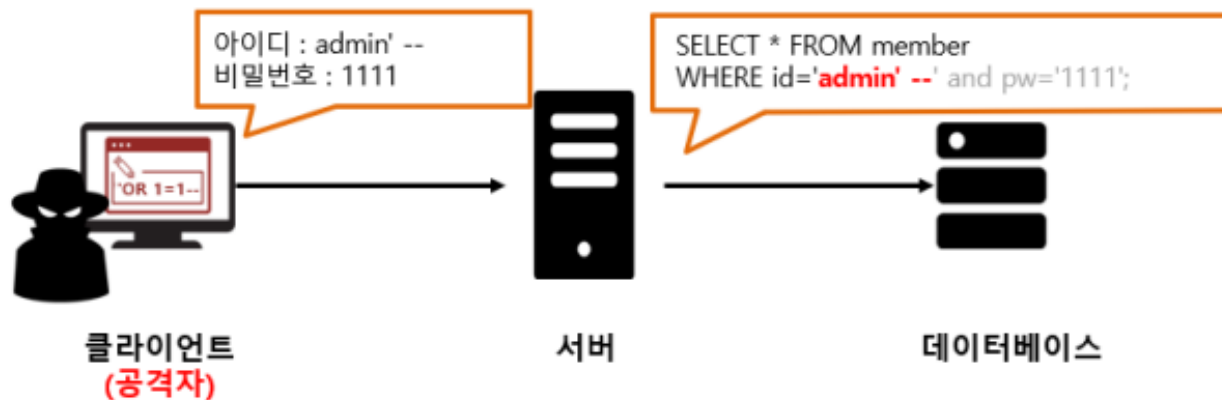 아이디 : admin' --
비밀번호 : 1111
SELECT * FROM member
WHERE id='admin' --' and pw='1111';
'OR 1=1--
클라이언트
(공격자)
서버
데이터베이스